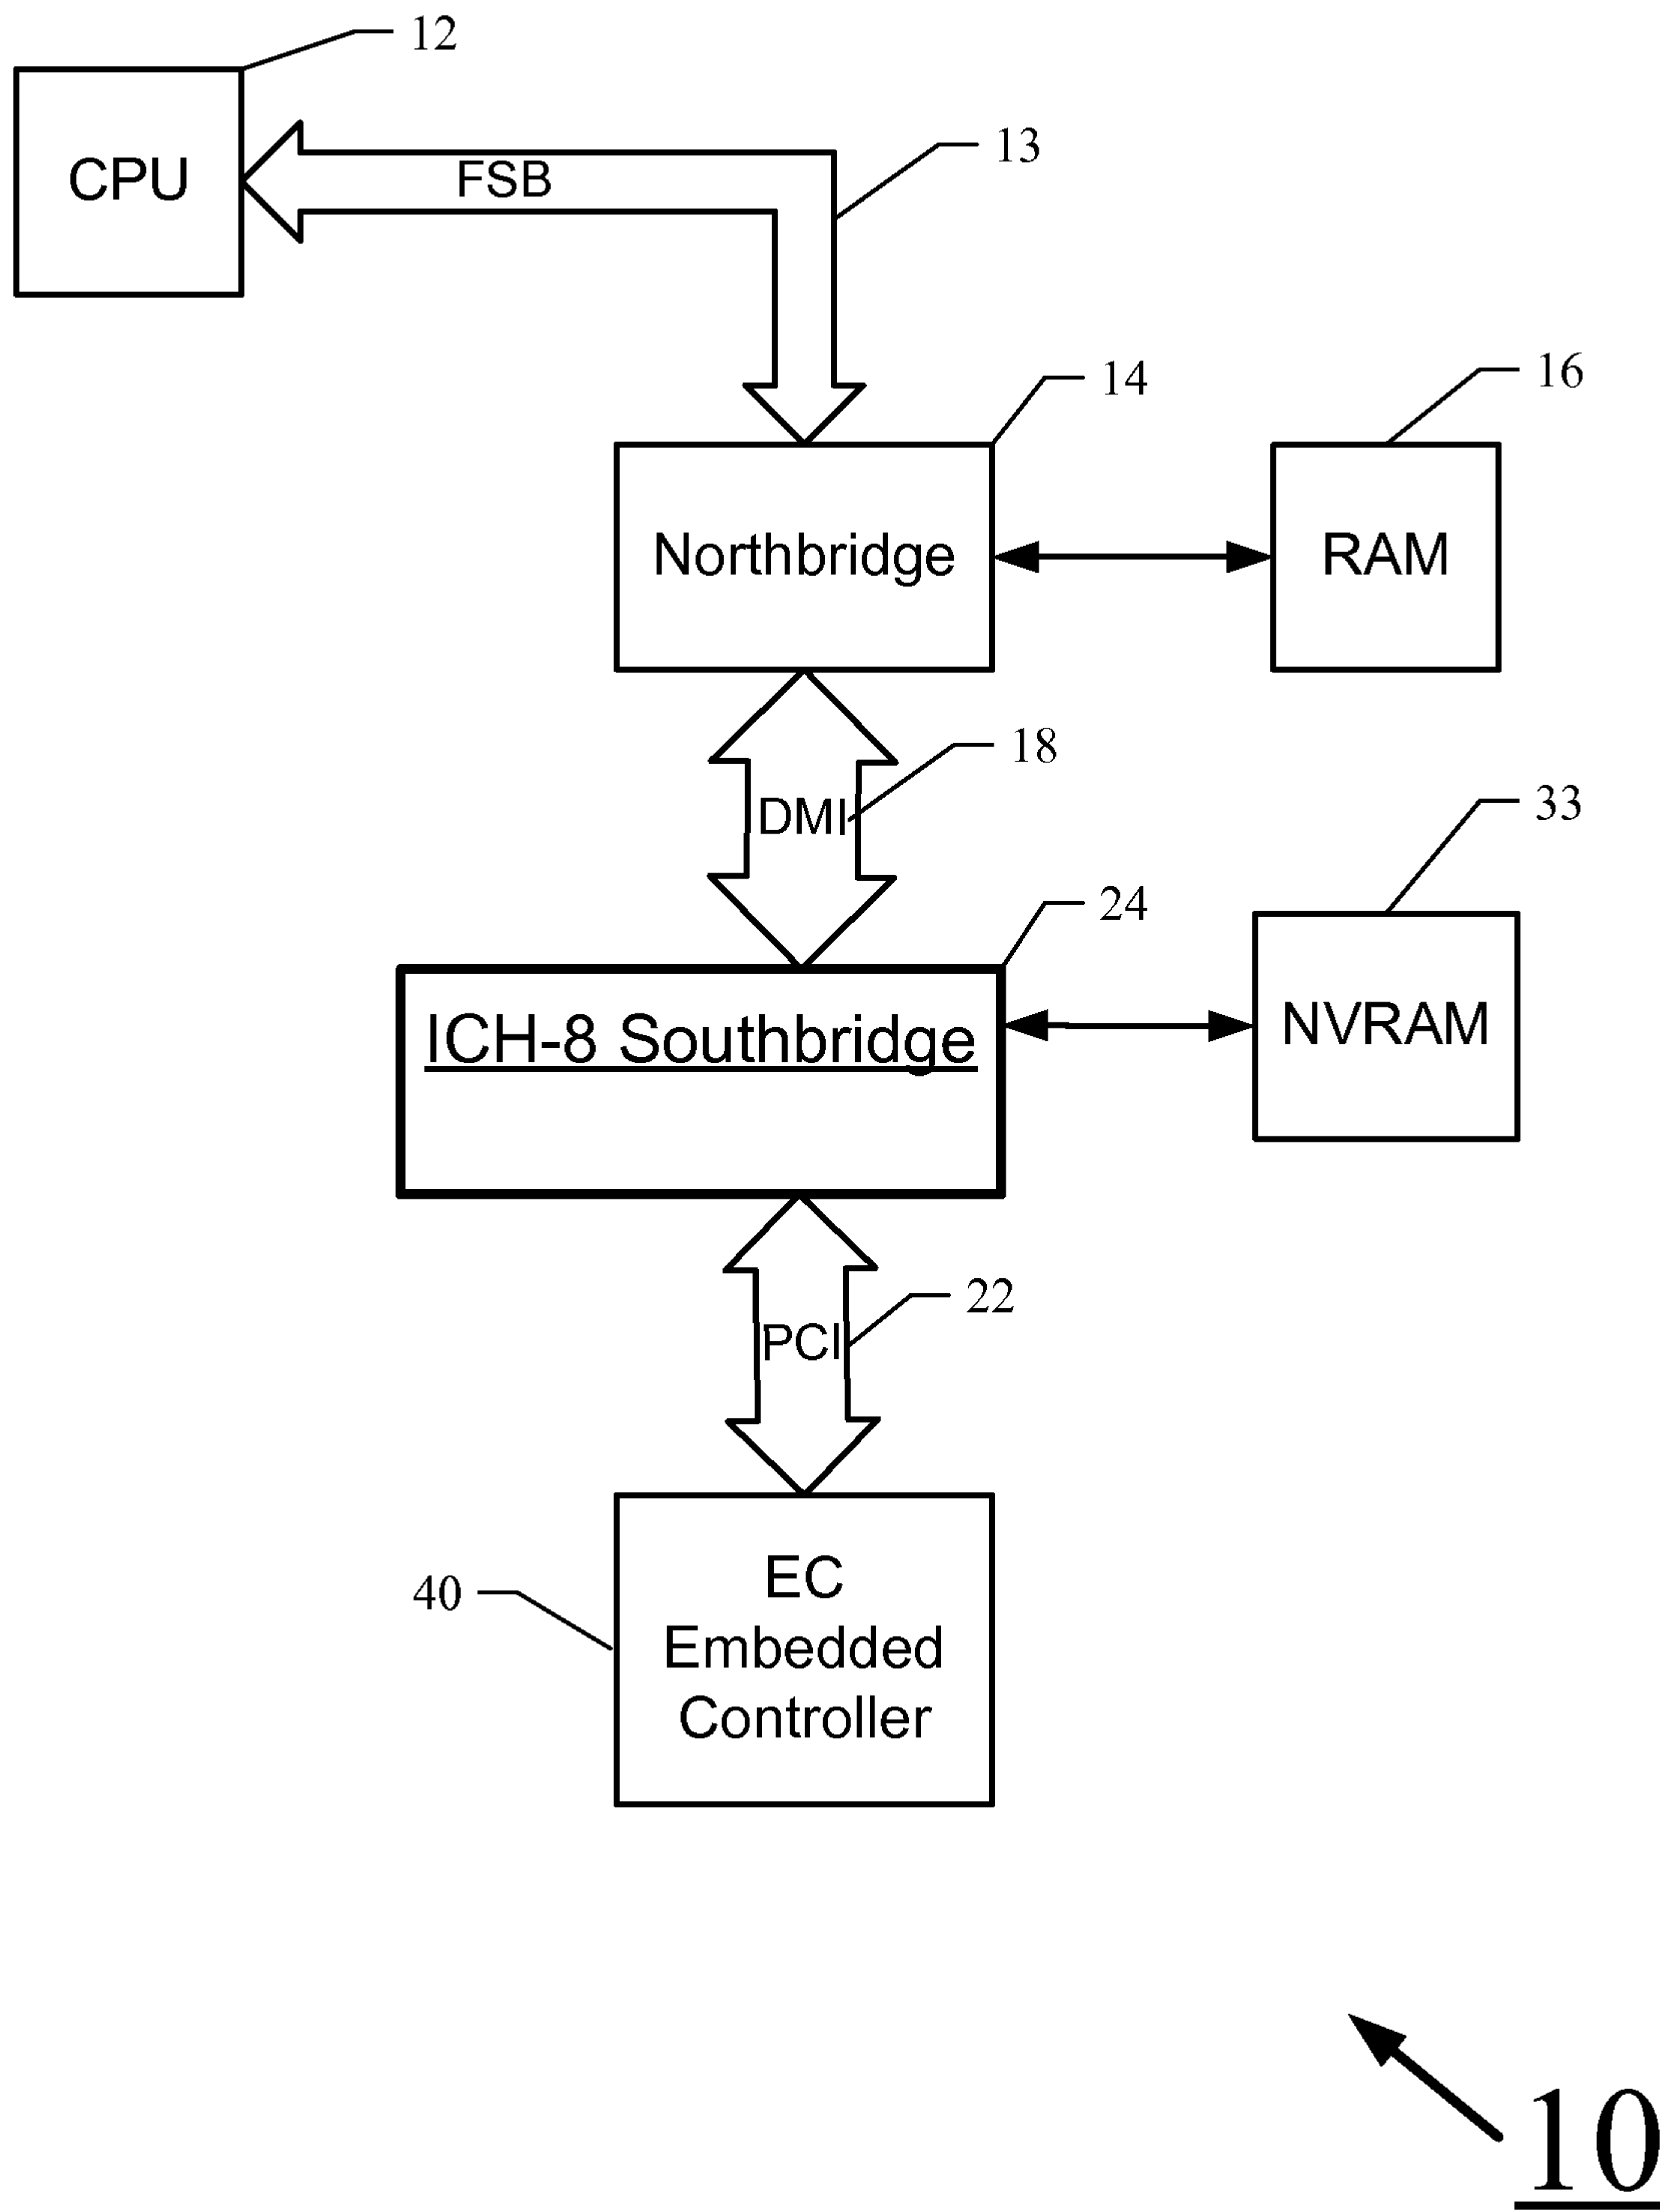 12
CPU
FSB
13
14
16
Northbridge
RAM
18
DMI
33
24
ICH-8 Southbridge
NVRAM
22
PCI
40
EC
Embedded
Controller
10